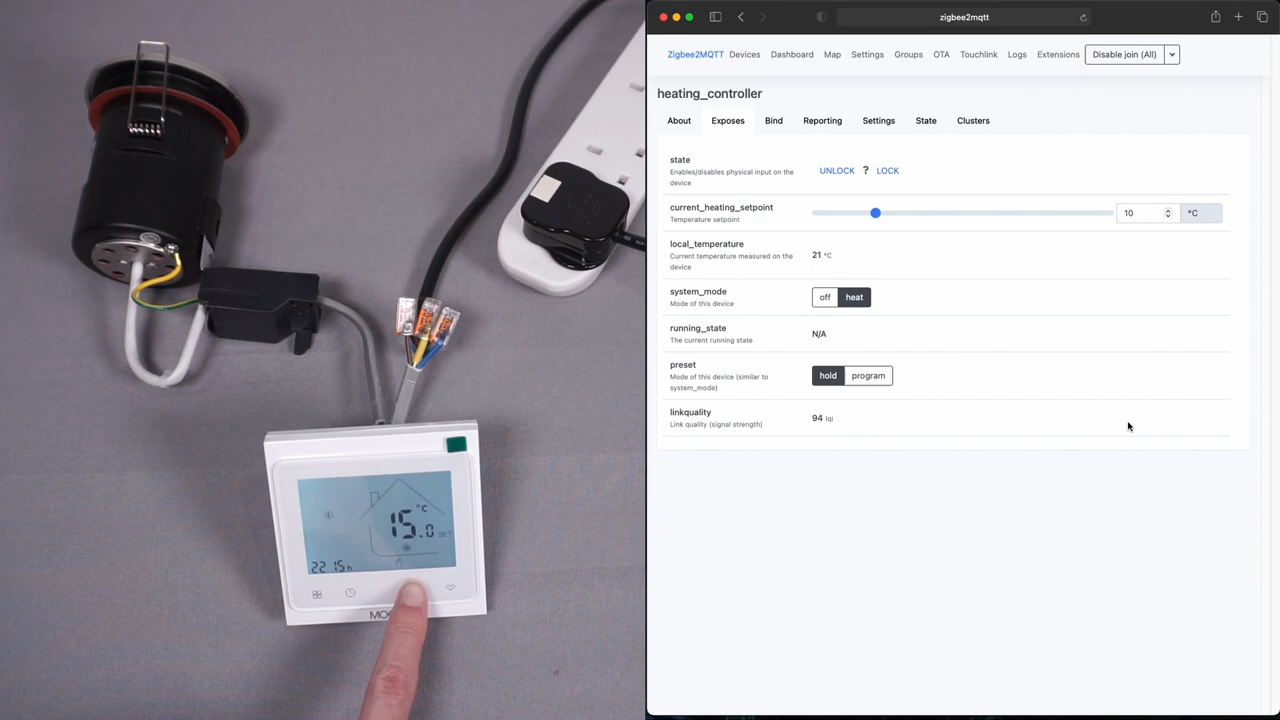 zigbee2mqtt
Zigbee2MQTT Devices Dashboard Map Settings Groups OTA Touchlink Logs Extensions Disable join (All)
heating_controller
About Exposes Bind Reporting Settings State Clusters
state
Enables/disables physical input on the
device
UNLOCK ? LOCK
current_heating_setpoint
Temperature setpoint
10 °C
local_temperature
Current temperature measured on the
device
21 °C
system_mode
Mode of this device
off heat
running_state
The current running state
N/A
preset
Mode of this device (similar to
system_mode)
hold program
linkquality
Link quality (signal strength)
94 lqi
°C
15.0 SET
22 15h